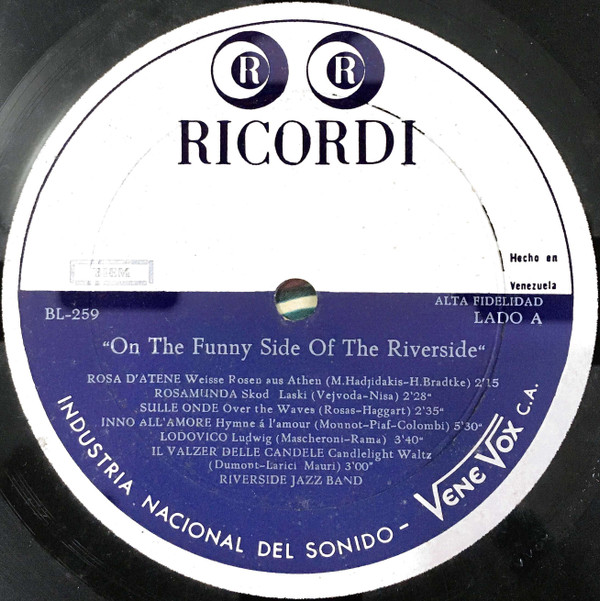 R R
RICORDI
Hecho en
Venezuela
BL-259
ALTA FIDELIDAD
LADO A
"On The Funny Side Of The Riverside"
ROSA D'ATENE Weisse Rosen aus Athen (M.Hadjidakis-H.Bradtke) 2'15
ROSAMUNDA Skod Laski (Vejvoda-Nisa) 2'28"
SULLE ONDE Over the Waves (Rosas-Haggart) 2'35"
INNO ALL'AMORE Hymne á l'amour (Monnot-Piaf-Colombi) 5'30"
LODOVICO Ludwig (Mascheroni-Rama) 3'40"
IL VALZER DELLE CANDELE Candlelight Waltz
(Dumont-Larici Mauri) 3'00"
RIVERSIDE JAZZ BAND
INDUSTRIA NACIONAL DEL SONIDO - VENE VOX C.A.